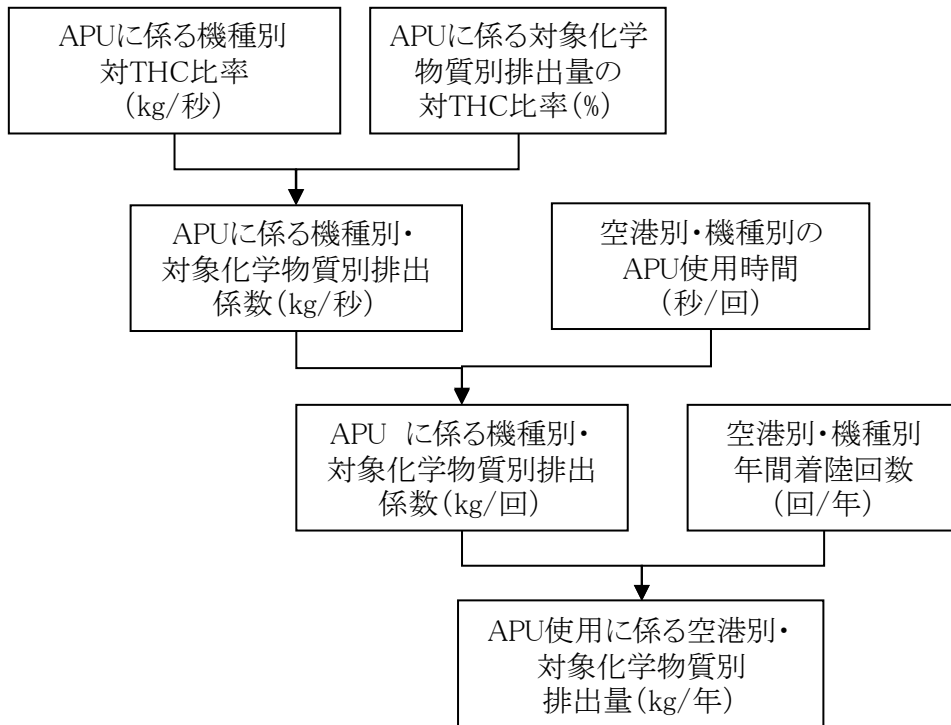 APUに係る機種別
対THC比率
(kg/秒)
APUに係る対象化学
物質別排出量の
対THC比率(%)
APUに係る機種別・
対象化学物質別排出
係数(kg/秒)
空港別・機種別の
APU使用時間
(秒/回)
APU に係る機種別・
対象化学物質別排出
係数(kg/回)
空港別・機種別
年間着陸回数
(回/年)
APU使用に係る空港別・
対象化学物質別
排出量(kg/年)